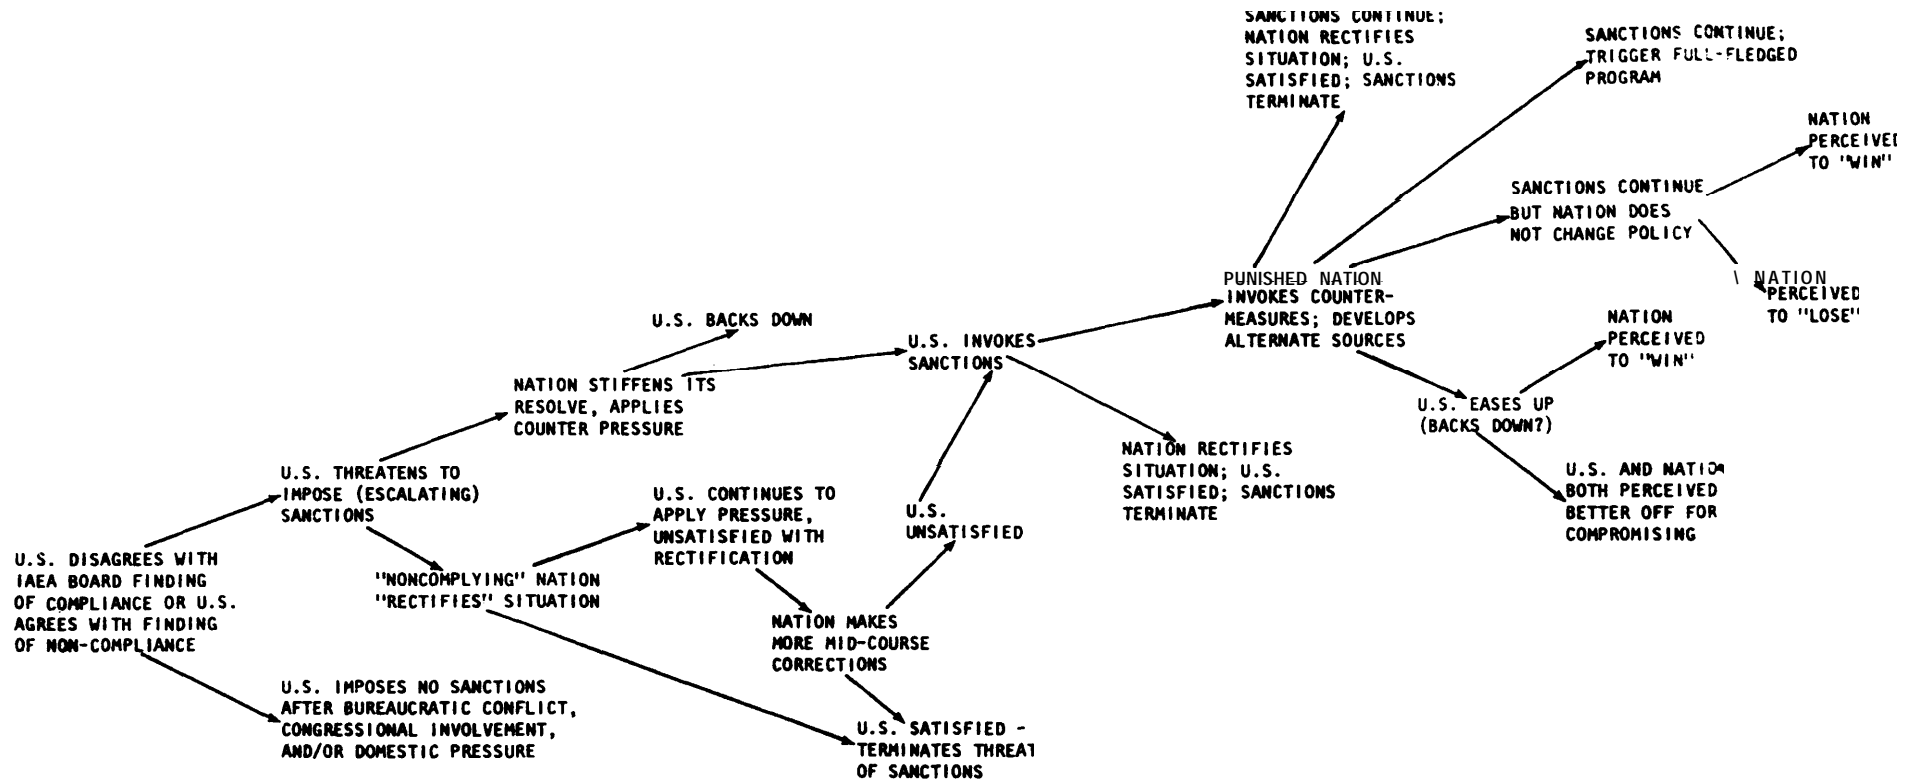 SANCTIONS CONTINUE;
NATION RECTIFIES
SITUATION; U.S.
SATISFIED; SANCTIONS
TERMINATE
SANCTIONS CONTINUE;
TRIGGER FULL-FLEDGED
PROGRAM
NATION
PERCEIVED
TO "WIN"
SANCTIONS CONTINUE
BUT NATION DOES
NOT CHANGE POLICY
NATION
PERCEIVED
TO "LOSE"
PUNISHED NATION
INVOKES COUNTER-
MEASURES; DEVELOPS
ALTERNATE SOURCES
NATION
PERCEIVED
TO "WIN"
U.S. BACKS DOWN
U.S. INVOKES
SANCTIONS
NATION STIFFENS ITS
RESOLVE, APPLIES
COUNTER PRESSURE
U.S. EASES UP
(BACKS DOWN?)
NATION RECTIFIES
SITUATION; U.S.
SATISFIED; SANCTIONS
TERMINATE
U.S. AND NATION
BOTH PERCEIVED
BETTER OFF FOR
COMPROMISING
U.S. THREATENS TO
IMPOSE (ESCALATING)
SANCTIONS
U.S. CONTINUES TO
APPLY PRESSURE,
UNSATISFIED WITH
RECTIFICATION
U.S.
UNSATISFIED
U.S. DISAGREES WITH
IAEA BOARD FINDING
OF COMPLIANCE OR U.S.
AGREES WITH FINDING
OF NON-COMPLIANCE
"NONCOMPLYING" NATION
"RECTIFIES" SITUATION
NATION MAKES
MORE MID-COURSE
CORRECTIONS
U.S. IMPOSES NO SANCTIONS
AFTER BUREAUCRATIC CONFLICT,
CONGRESSIONAL INVOLVEMENT,
AND/OR DOMESTIC PRESSURE
U.S. SATISFIED -
TERMINATES THREAT
OF SANCTIONS